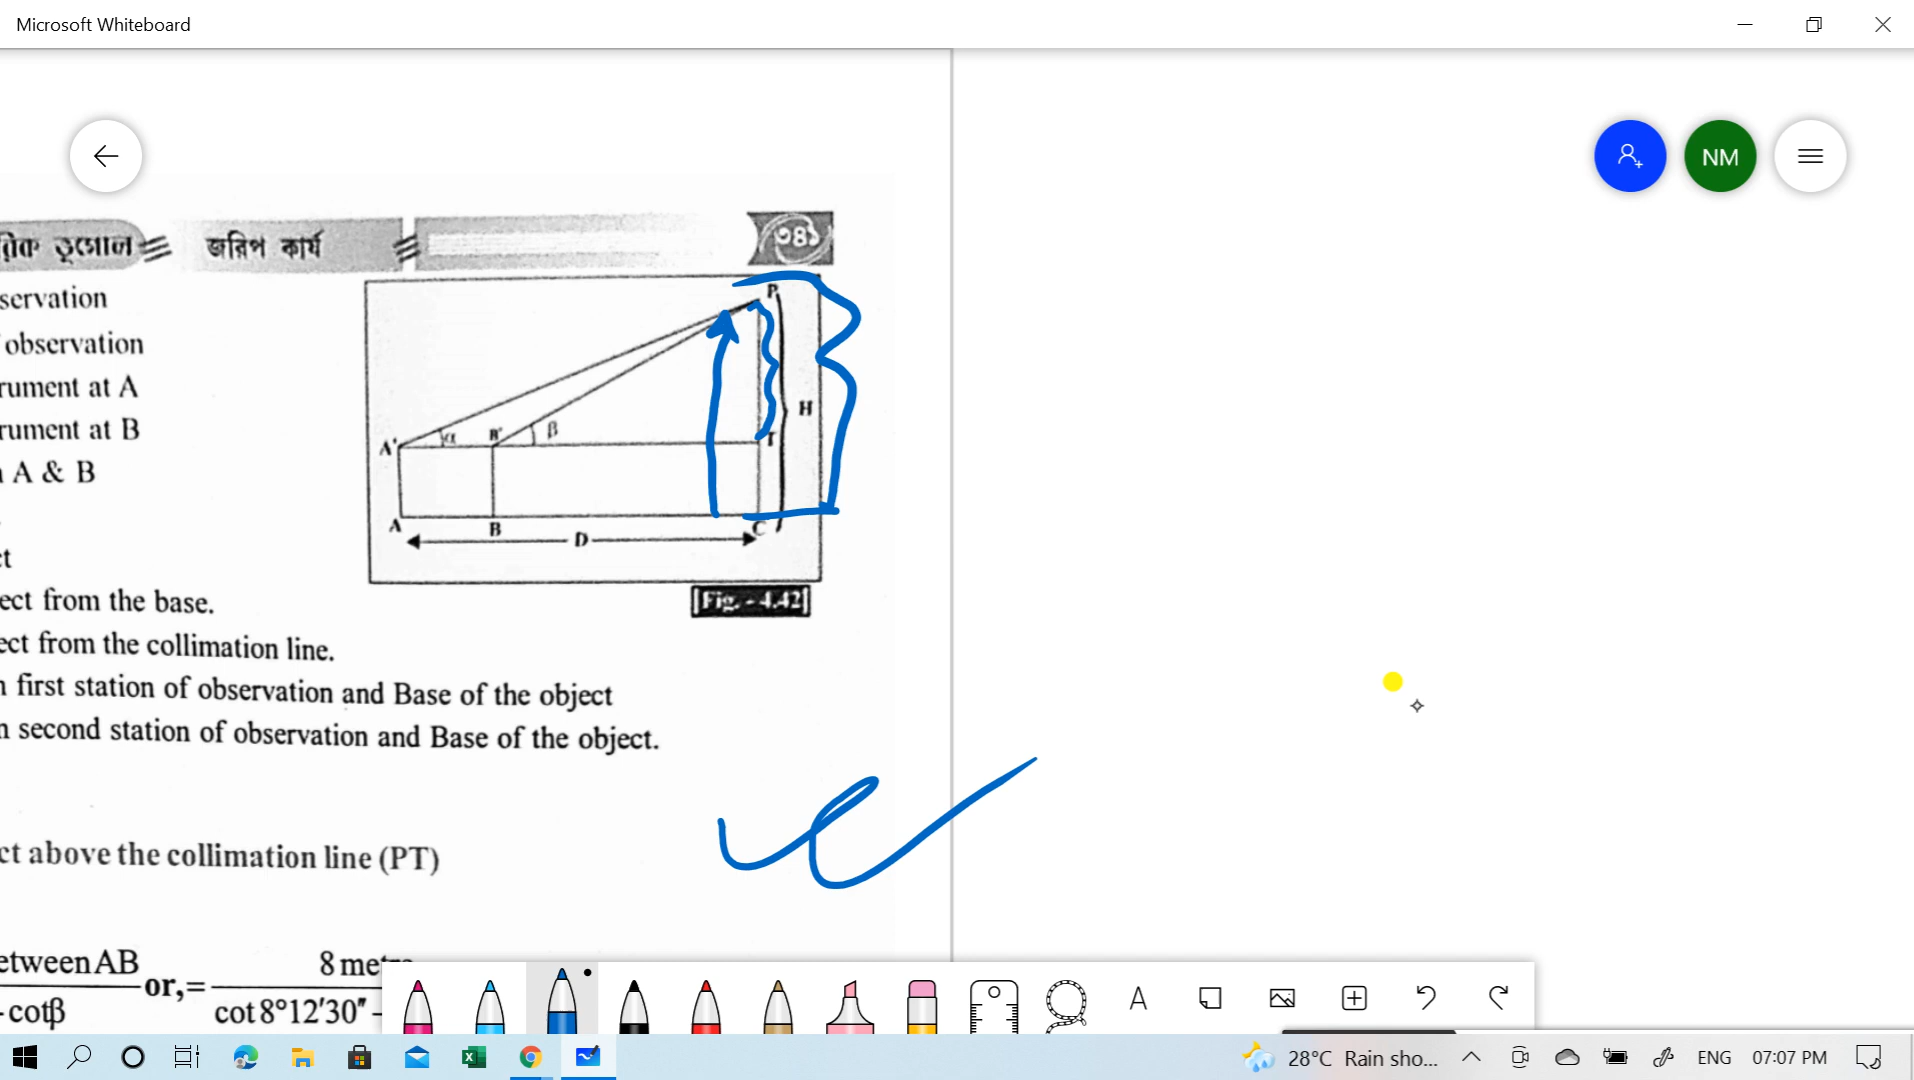 Microsoft Whiteboard
NM
রিক ভূগোল
জরিপ কার্য
৩৪১
servation
observation
rument at A
rument at B
A & B
ct
ect from the base.
ect from the collimation line.
n first station of observation and Base of the object
n second station of observation and Base of the object.
P
H
A' α B' β T
A B C
D
[Fig. - 4.42]
ct above the collimation line (PT)
etween AB or, = 8 metre
- cotβ cot 8°12'30" -
A
28°C Rain sho... ENG 07:07 PM